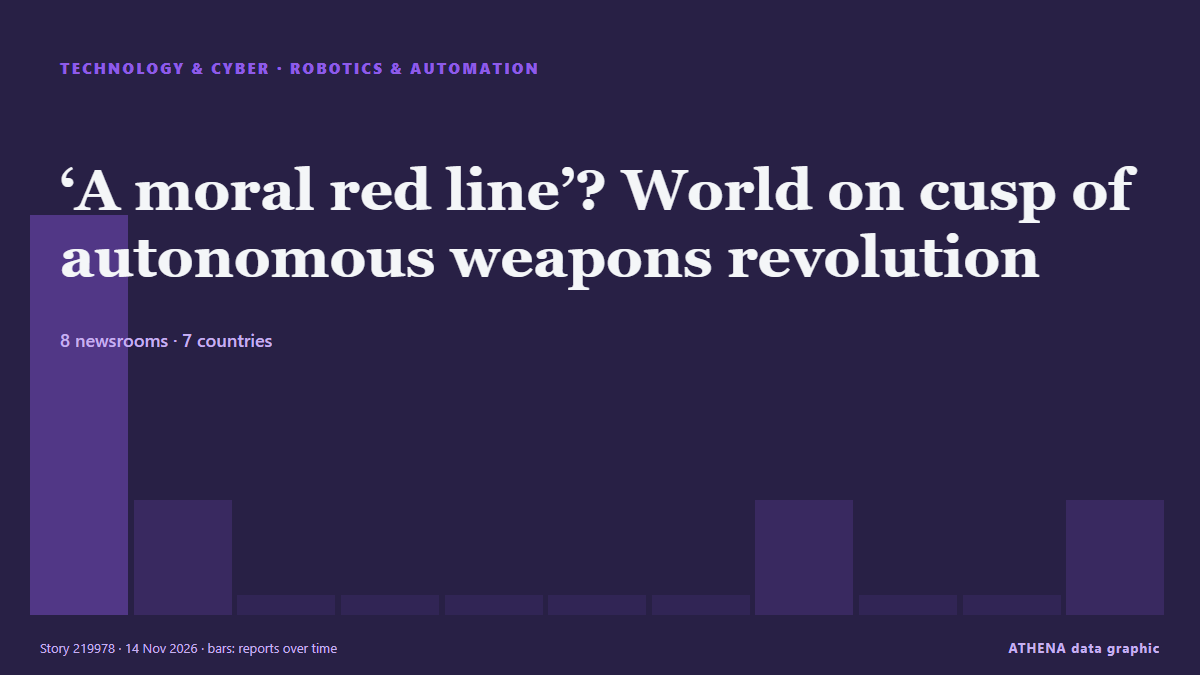 TECHNOLOGY & CYBER · ROBOTICS & AUTOMATION
‘A moral red line’? World on cusp of
autonomous weapons revolution
8 newsrooms · 7 countries
Story 219978 · 14 Nov 2026 · bars: reports over time
ATHENA data graphic